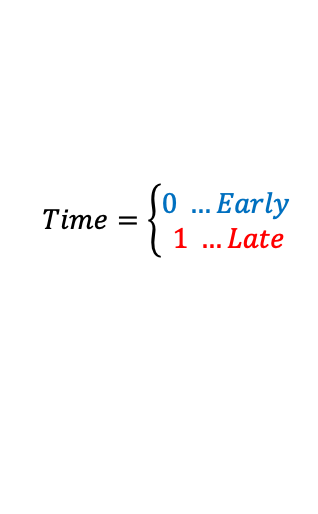 Time = { 0 ... Early
1 ... Late